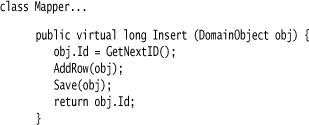 class Mapper...
public virtual long Insert (DomainObject obj) {
obj.Id = GetNextID();
AddRow(obj);
Save(obj);
return obj.Id;
}